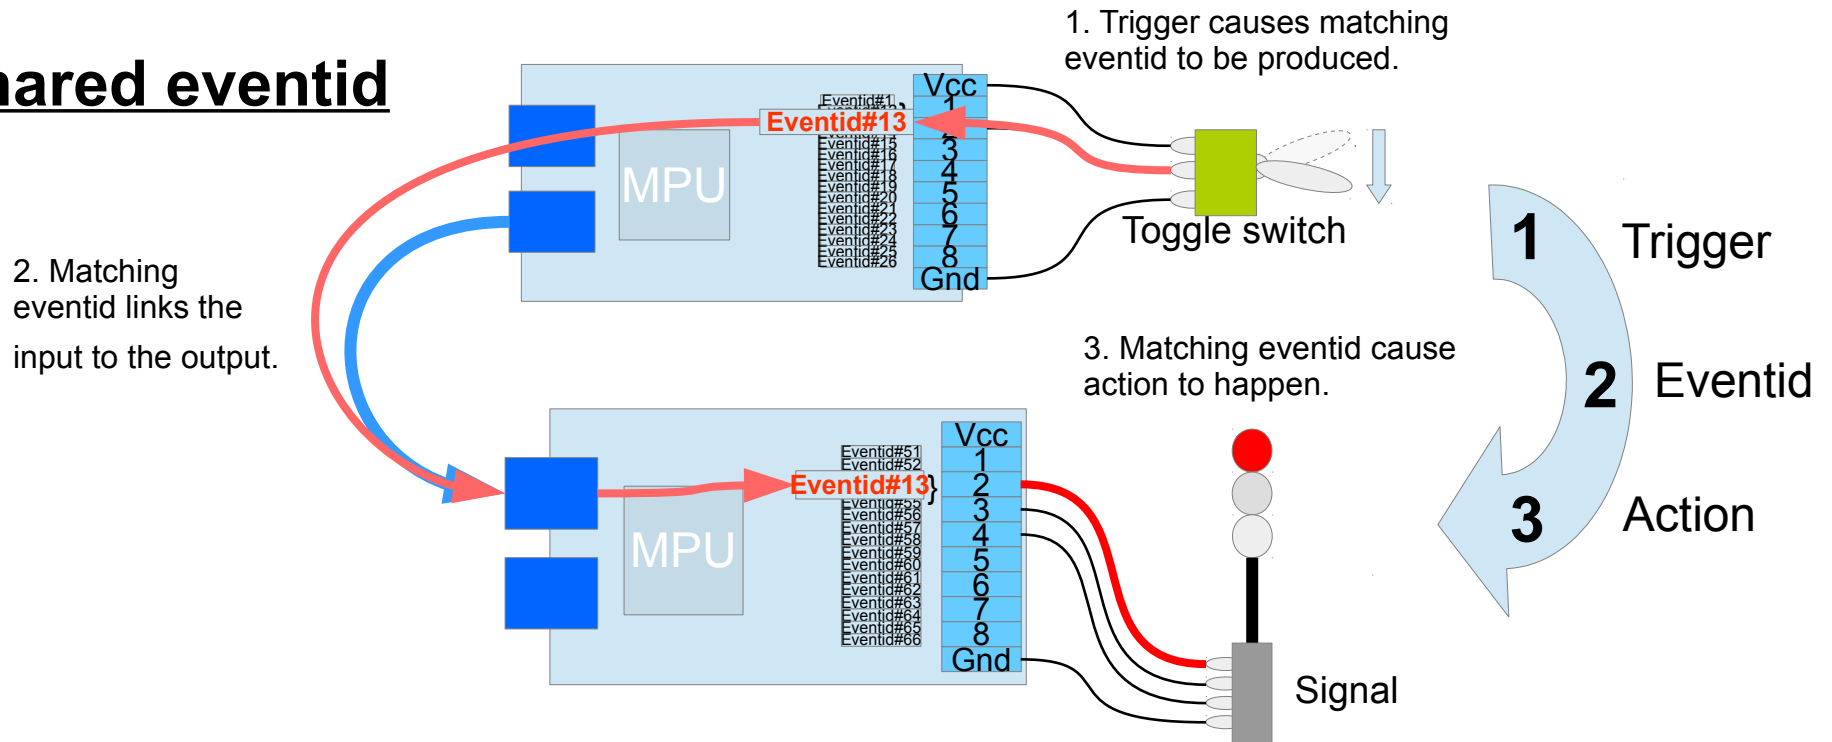 hared eventid
1. Trigger causes matching
eventid to be produced.
Vcc
1
3
4
5
6
7
8
Gnd
Eventid#1
Eventid#13
Eventid#15
Eventid#16
Eventid#17
Eventid#18
Eventid#19
Eventid#20
Eventid#21
Eventid#22
Eventid#23
Eventid#24
Eventid#25
Eventid#26
MPU
Toggle switch
2. Matching
eventid links the
input to the output.
3. Matching eventid cause
action to happen.
1
Trigger
2
Eventid
3
Action
Vcc
1
2
3
4
5
6
7
8
Gnd
Eventid#51
Eventid#52
Eventid#13
}
Eventid#55
Eventid#56
Eventid#57
Eventid#58
Eventid#59
Eventid#60
Eventid#61
Eventid#62
Eventid#63
Eventid#64
Eventid#65
Eventid#66
MPU
Signal